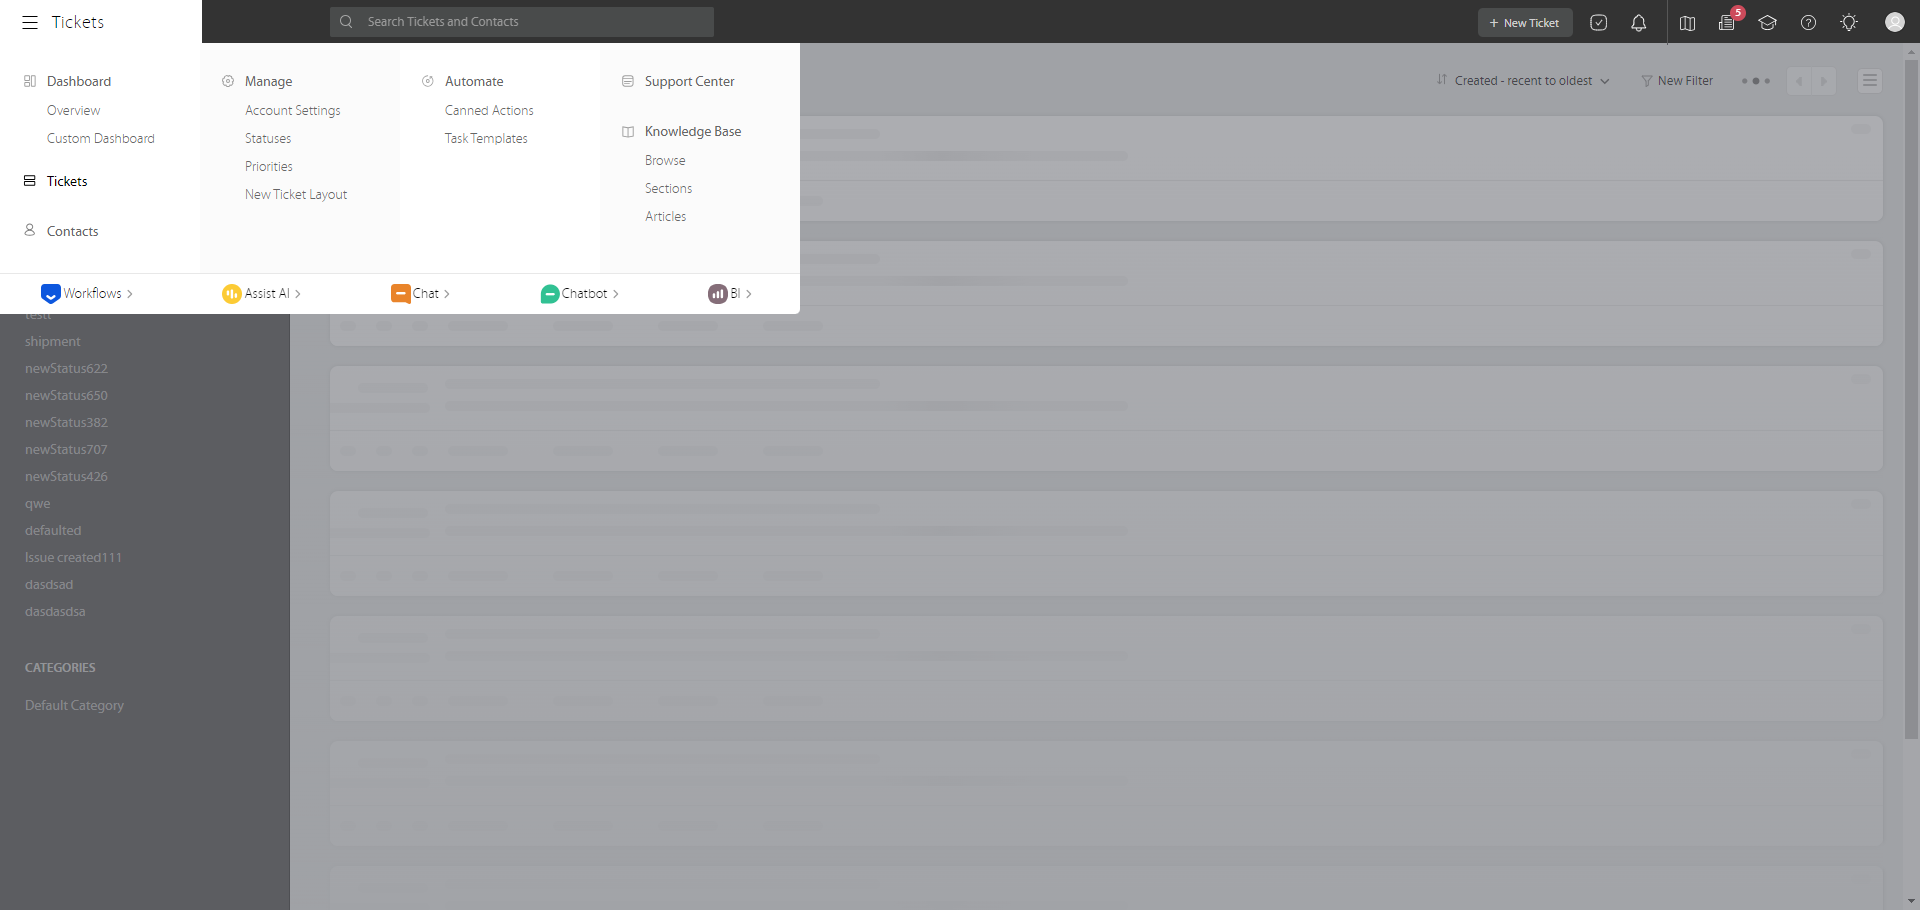 Tickets
Search Tickets and Contacts
+ New Ticket
5
Dashboard
Overview
Custom Dashboard
Tickets
Contacts
Manage
Account Settings
Statuses
Priorities
New Ticket Layout
Automate
Canned Actions
Task Templates
Support Center
Knowledge Base
Browse
Sections
Articles
Workflows
Assist AI
Chat
Chatbot
BI
Created - recent to oldest
New Filter
shipment
newStatus622
newStatus650
newStatus382
newStatus707
newStatus426
qwe
defaulted
Issue created111
dasdsad
dasdasdsa
CATEGORIES
Default Category